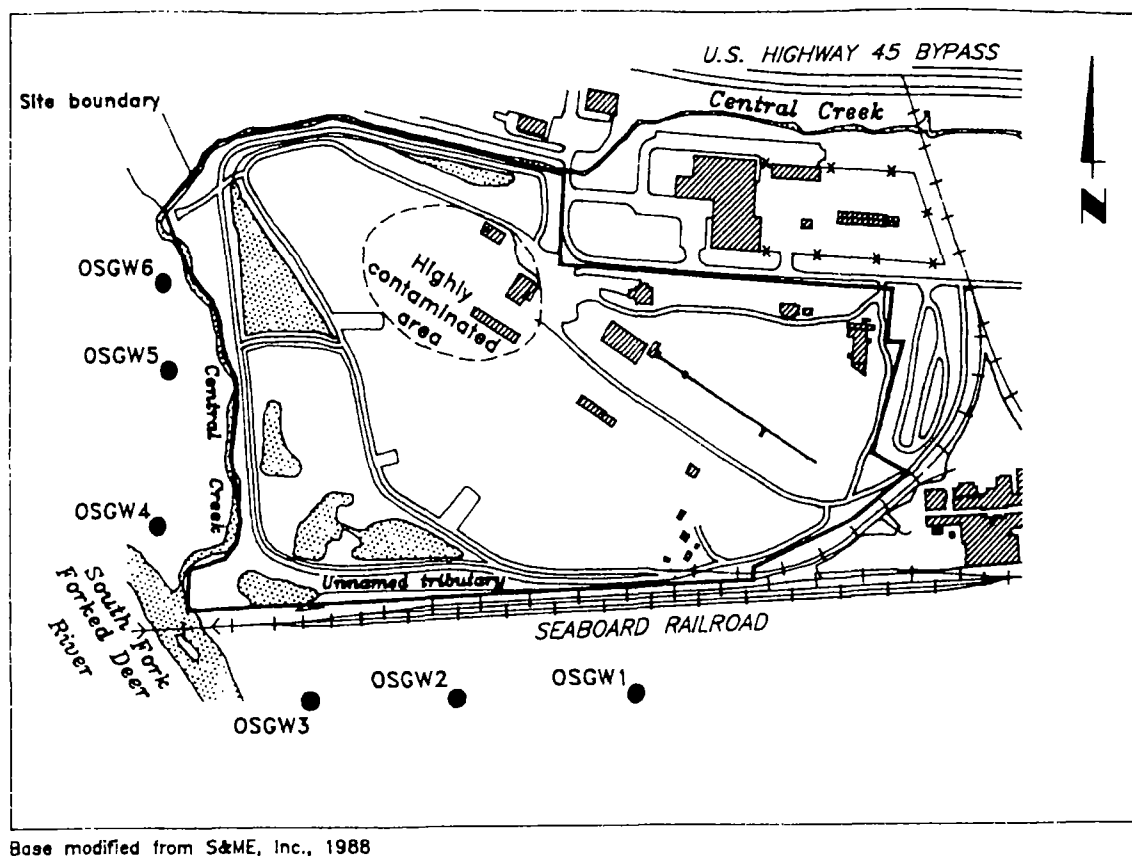 U.S. HIGHWAY 45 BYPASS
Site boundary
Central Creek
N
OSGW6
Highly
contaminated
area
OSGW5
Central
Creek
OSGW4
Unnamed tributary
South Fork
Forked Deer
River
SEABOARD RAILROAD
OSGW2
OSGW1
OSGW3
Base modified from S&ME, Inc., 1988